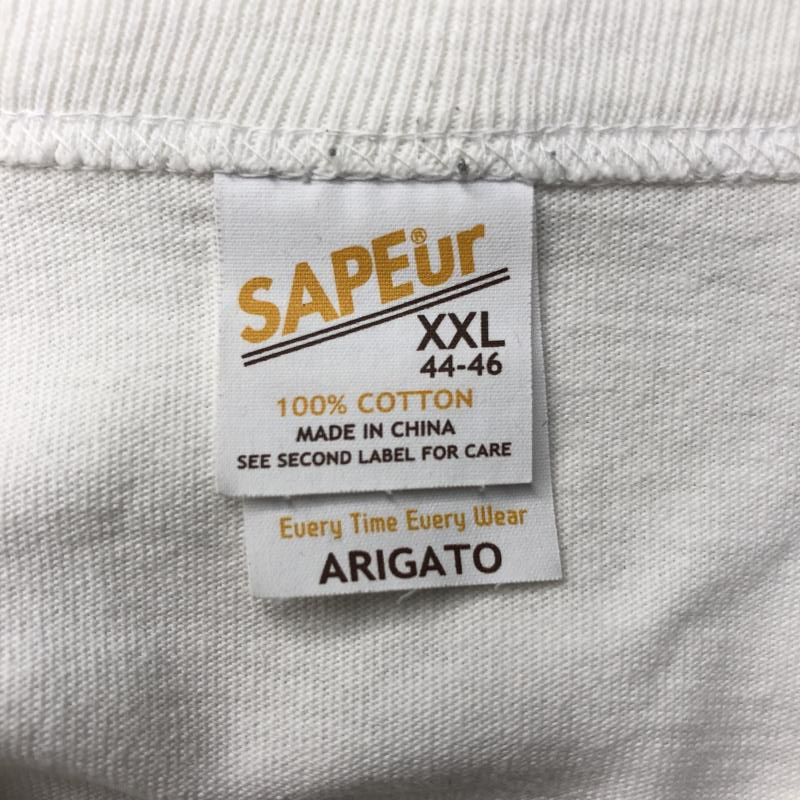 SAPEur®
XXL
44-46
100% COTTON
MADE IN CHINA
SEE SECOND LABEL FOR CARE
Every Time Every Wear
ARIGATO